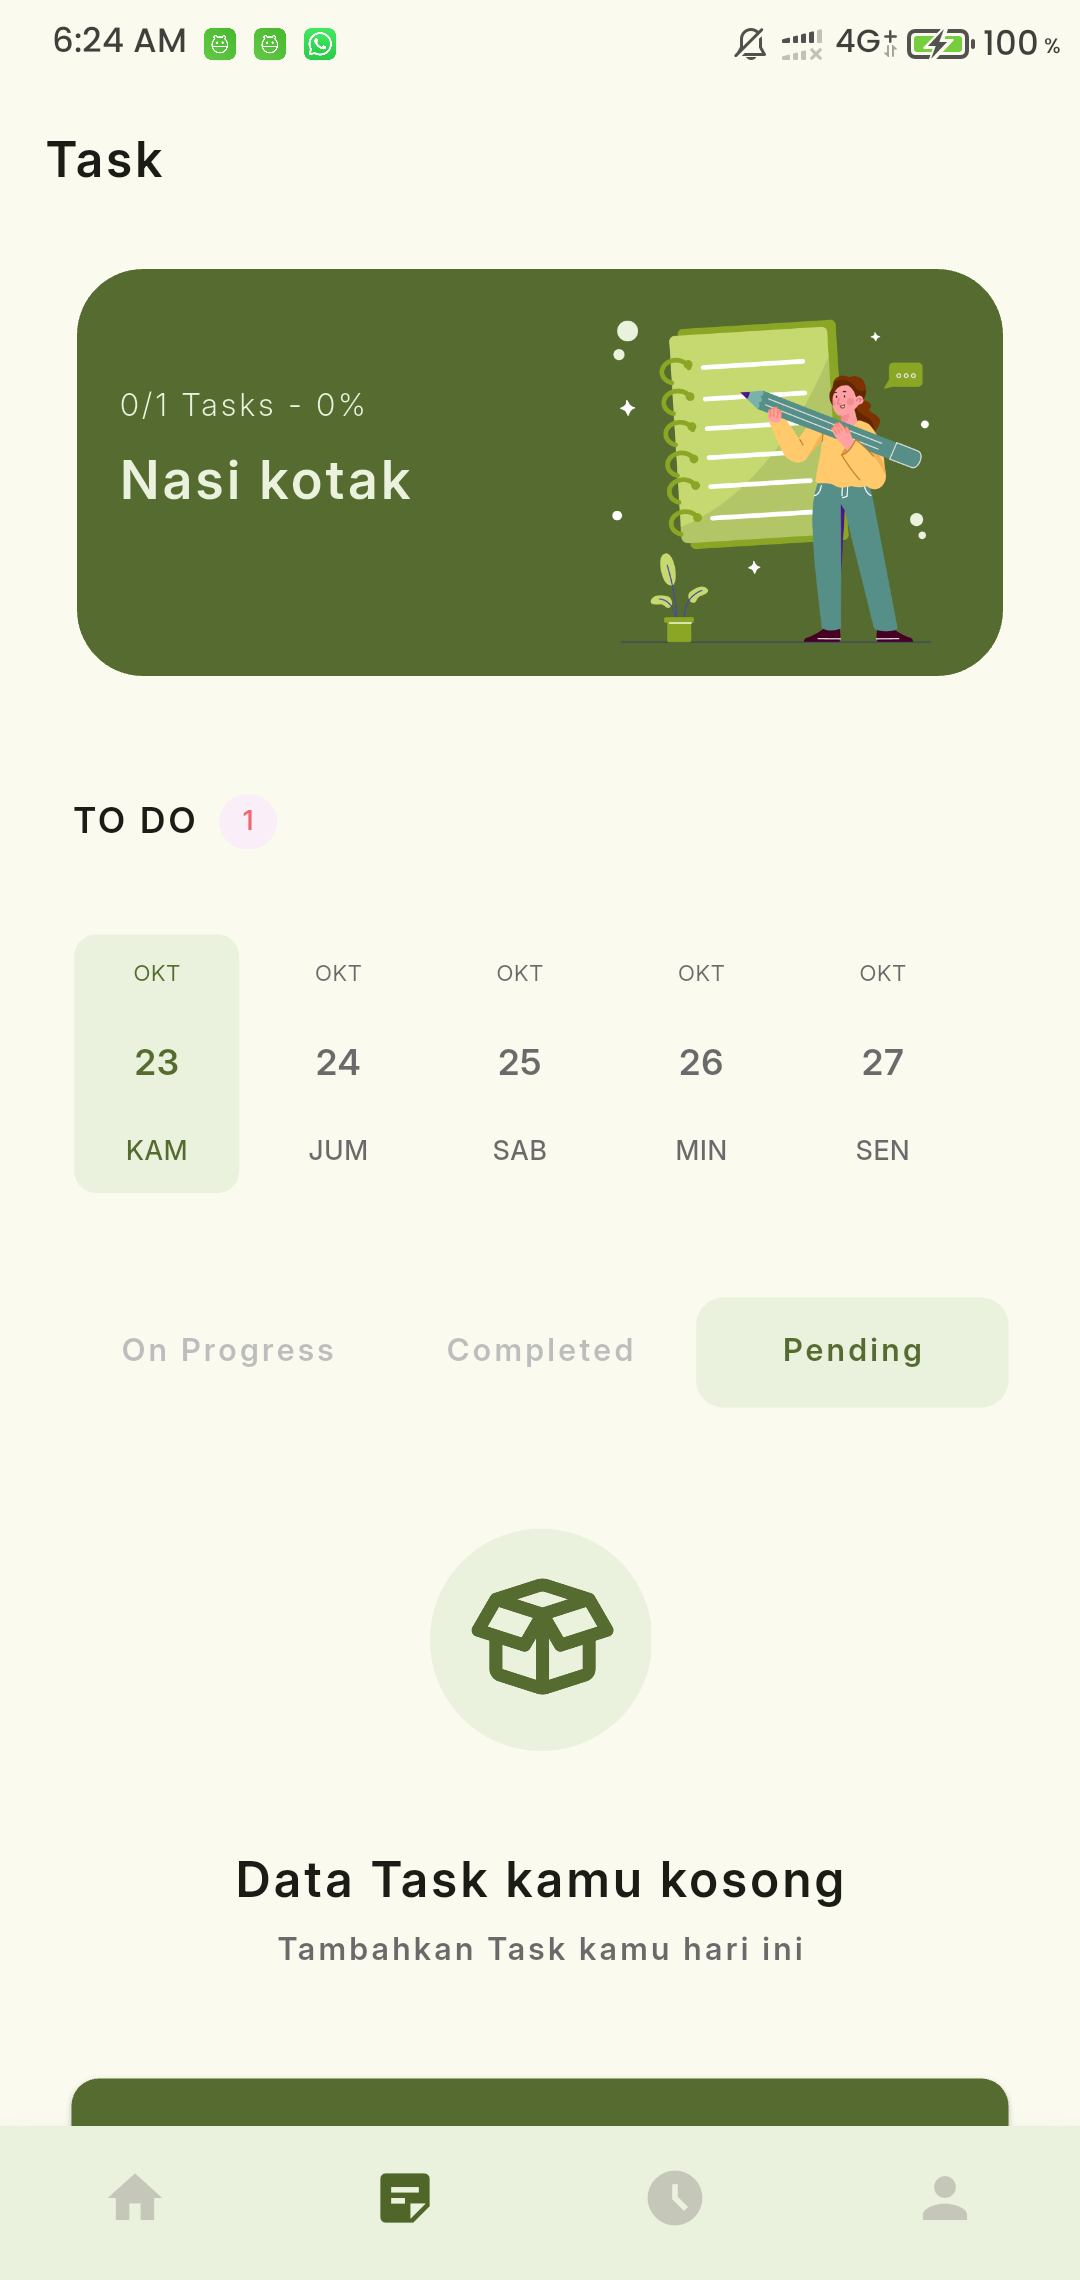 6:24 AM 4G+ 100 %
Task
0/1 Tasks - 0%
Nasi kotak
TO DO 1
OKT OKT OKT OKT OKT
23 24 25 26 27
KAM JUM SAB MIN SEN
On Progress Completed Pending
Data Task kamu kosong
Tambahkan Task kamu hari ini